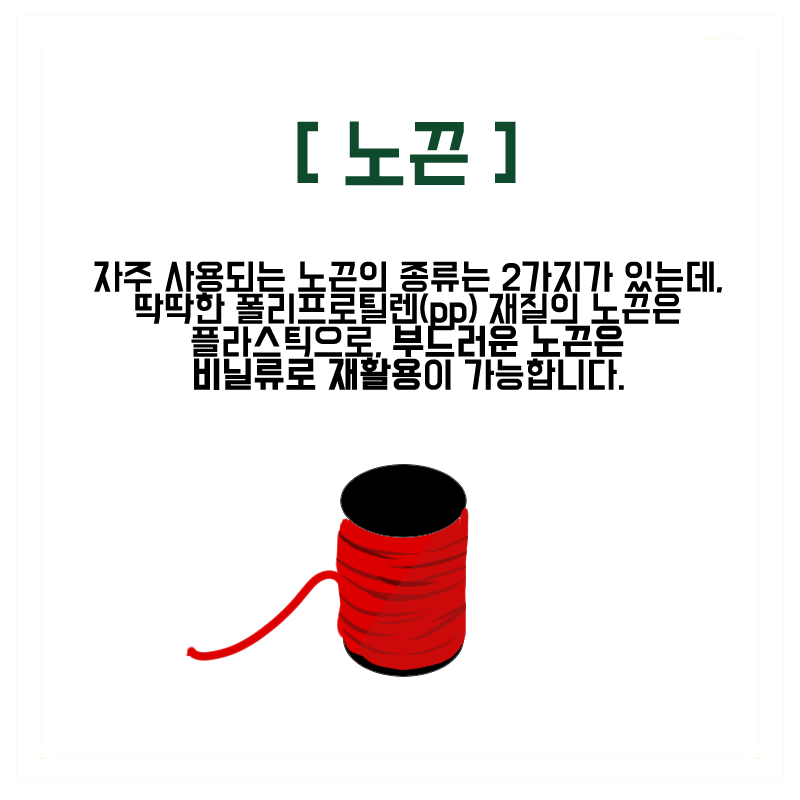 [ 노끈 ]
자주 사용되는 노끈의 종류는 2가지가 있는데,
딱딱한 폴리프로틸렌(pp) 재질의 노끈은
플라스틱으로, 부드러운 노끈은
비닐류로 재활용이 가능합니다.